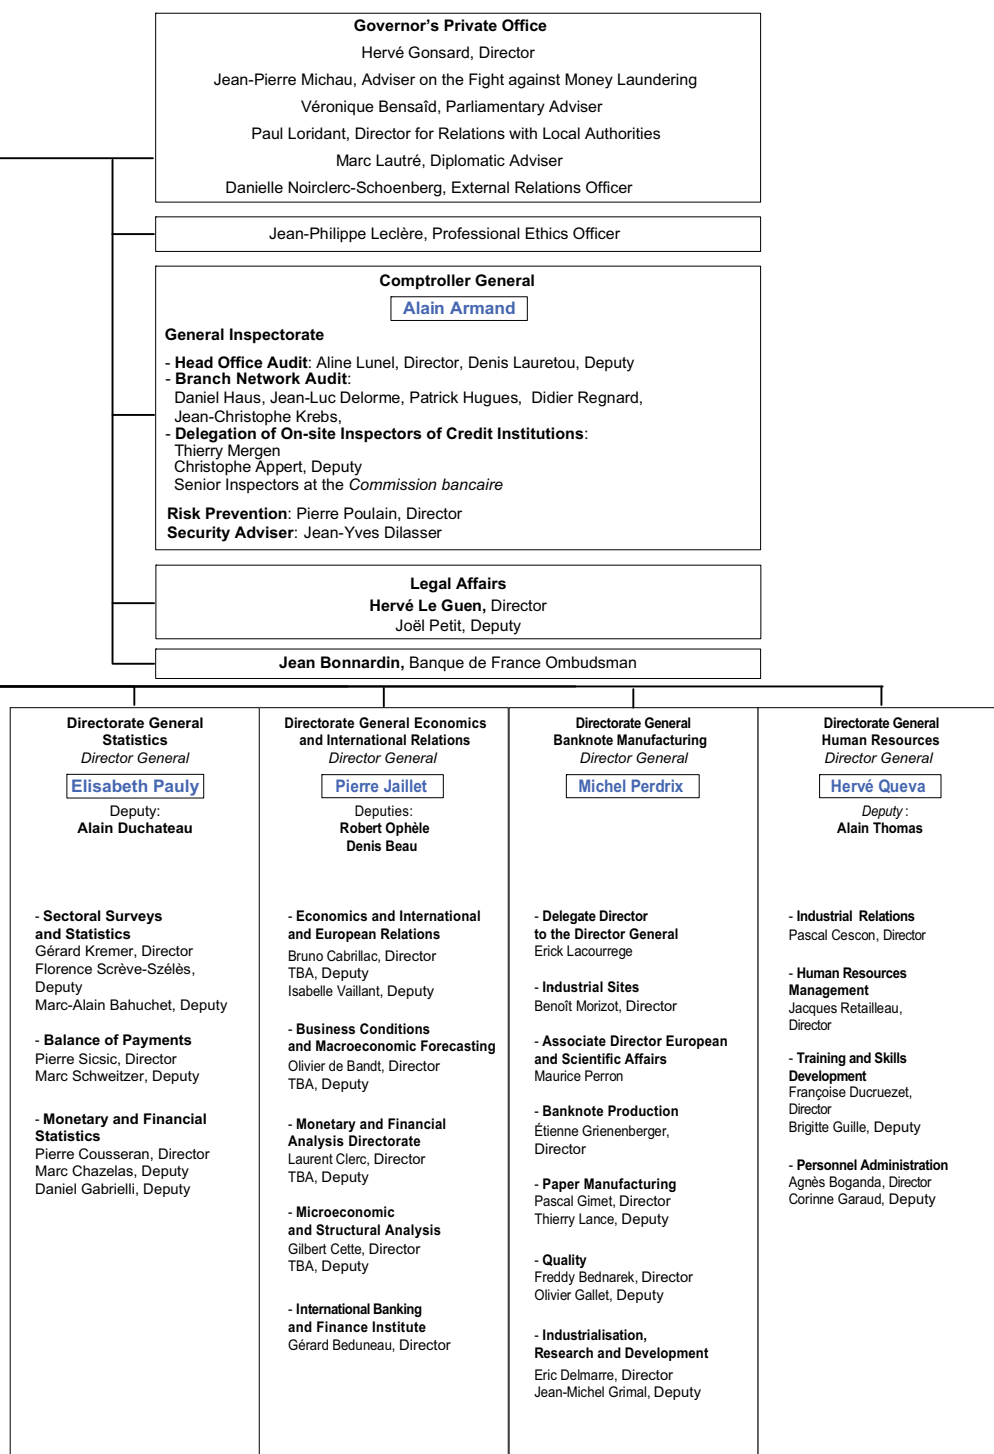 Governor's Private Office
Hervé Gonsard, Director
Jean-Pierre Michau, Adviser on the Fight against Money Laundering
Véronique Bensaîd, Parliamentary Adviser
Paul Loridant, Director for Relations with Local Authorities
Marc Lautré, Diplomatic Adviser
Danielle Noirclerc-Schoenberg, External Relations Officer
Jean-Philippe Leclère, Professional Ethics Officer
Comptroller General
Alain Armand
General Inspectorate
- Head Office Audit: Aline Lunel, Director, Denis Lauretou, Deputy
- Branch Network Audit:
Daniel Haus, Jean-Luc Delorme, Patrick Hugues, Didier Regnard,
Jean-Christophe Krebs,
- Delegation of On-site Inspectors of Credit Institutions:
Thierry Mergen
Christophe Appert, Deputy
Senior Inspectors at the Commission bancaire
Risk Prevention: Pierre Poulain, Director
Security Adviser: Jean-Yves Dilasser
Legal Affairs
Hervé Le Guen, Director
Joël Petit, Deputy
Jean Bonnardin, Banque de France Ombudsman
Directorate General
Statistics
Director General
Elisabeth Pauly
Deputy:
Alain Duchateau
- Sectoral Surveys
and Statistics
Gérard Kremer, Director
Florence Scrève-Szélès,
Deputy
Marc-Alain Bahuchet, Deputy
- Balance of Payments
Pierre Sicsic, Director
Marc Schweitzer, Deputy
- Monetary and Financial
Statistics
Pierre Cousseran, Director
Marc Chazelas, Deputy
Daniel Gabrielli, Deputy
Directorate General Economics
and International Relations
Director General
Pierre Jaillet
Deputies:
Robert Ophèle
Denis Beau
- Economics and International
and European Relations
Bruno Cabrillac, Director
TBA, Deputy
Isabelle Vaillant, Deputy
- Business Conditions
and Macroeconomic Forecasting
Olivier de Bandt, Director
TBA, Deputy
- Monetary and Financial
Analysis Directorate
Laurent Clerc, Director
TBA, Deputy
- Microeconomic
and Structural Analysis
Gilbert Cette, Director
TBA, Deputy
- International Banking
and Finance Institute
Gérard Beduneau, Director
Directorate General
Banknote Manufacturing
Director General
Michel Perdrix
- Delegate Director
to the Director General
Erick Lacourrege
- Industrial Sites
Benoît Morizot, Director
- Associate Director European
and Scientific Affairs
Maurice Perron
- Banknote Production
Étienne Grienenberger,
Director
- Paper Manufacturing
Pascal Gimet, Director
Thierry Lance, Deputy
- Quality
Freddy Bednarek, Director
Olivier Gallet, Deputy
- Industrialisation,
Research and Development
Eric Delmarre, Director
Jean-Michel Grimal, Deputy
Directorate General
Human Resources
Director General
Hervé Queva
Deputy :
Alain Thomas
- Industrial Relations
Pascal Cescon, Director
- Human Resources
Management
Jacques Retailleau,
Director
- Training and Skills
Development
Françoise Ducruezet,
Director
Brigitte Guille, Deputy
- Personnel Administration
Agnès Boganda, Director
Corinne Garaud, Deputy